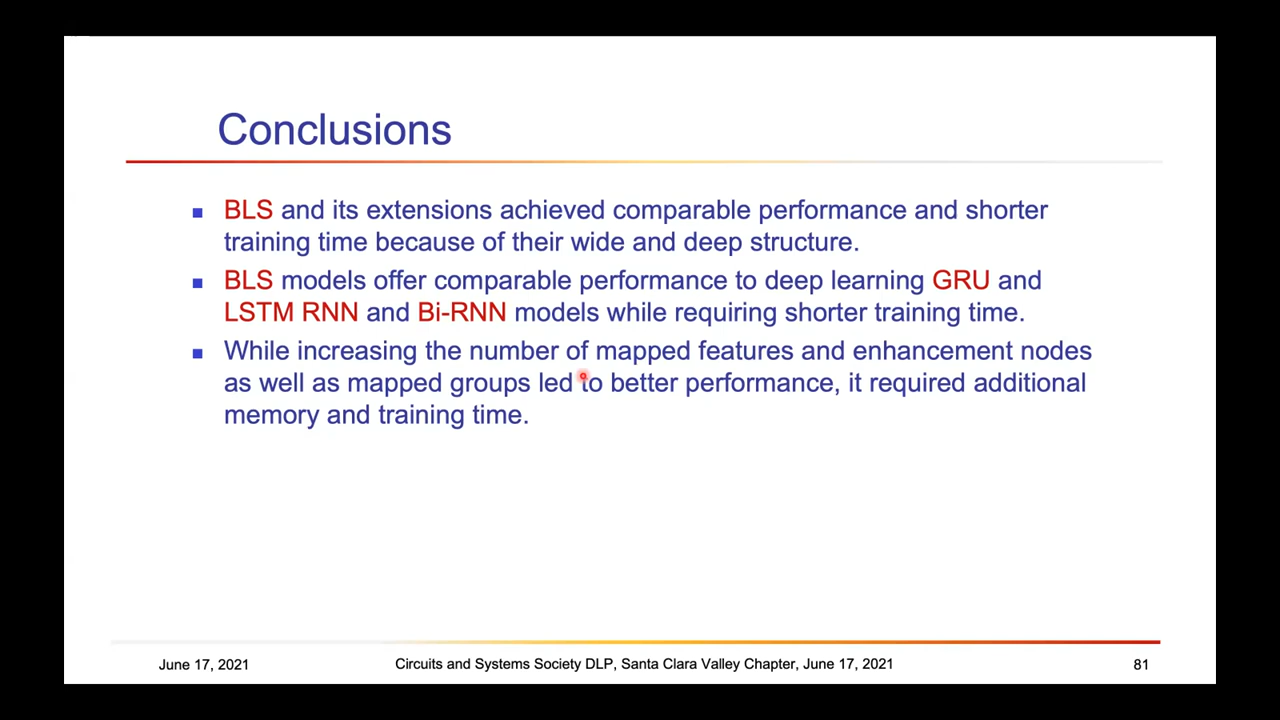 Conclusions
BLS and its extensions achieved comparable performance and shorter
training time because of their wide and deep structure.
BLS models offer comparable performance to deep learning GRU and
LSTM RNN and Bi-RNN models while requiring shorter training time.
While increasing the number of mapped features and enhancement nodes
as well as mapped groups led to better performance, it required additional
memory and training time.
June 17, 2021
Circuits and Systems Society DLP, Santa Clara Valley Chapter, June 17, 2021
81